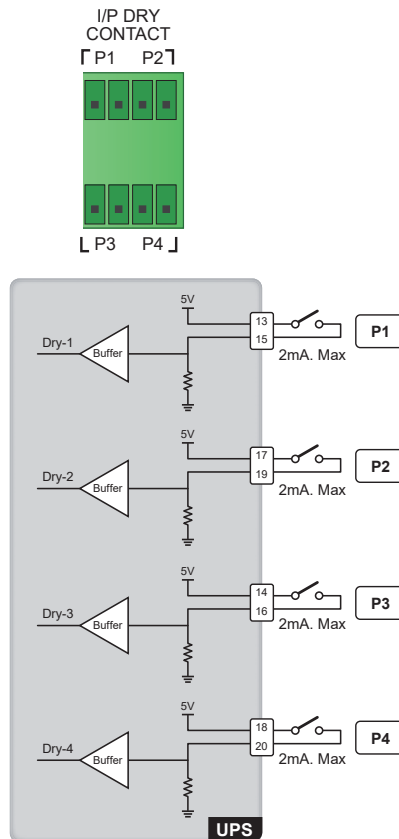 I/P DRY
CONTACT
P1 P2
P3 P4
5V
13
Dry-1
Buffer
15
2mA. Max
P1
5V
17
Dry-2
Buffer
19
2mA. Max
P2
5V
14
Dry-3
Buffer
16
2mA. Max
P3
5V
18
Dry-4
Buffer
20
2mA. Max
P4
UPS